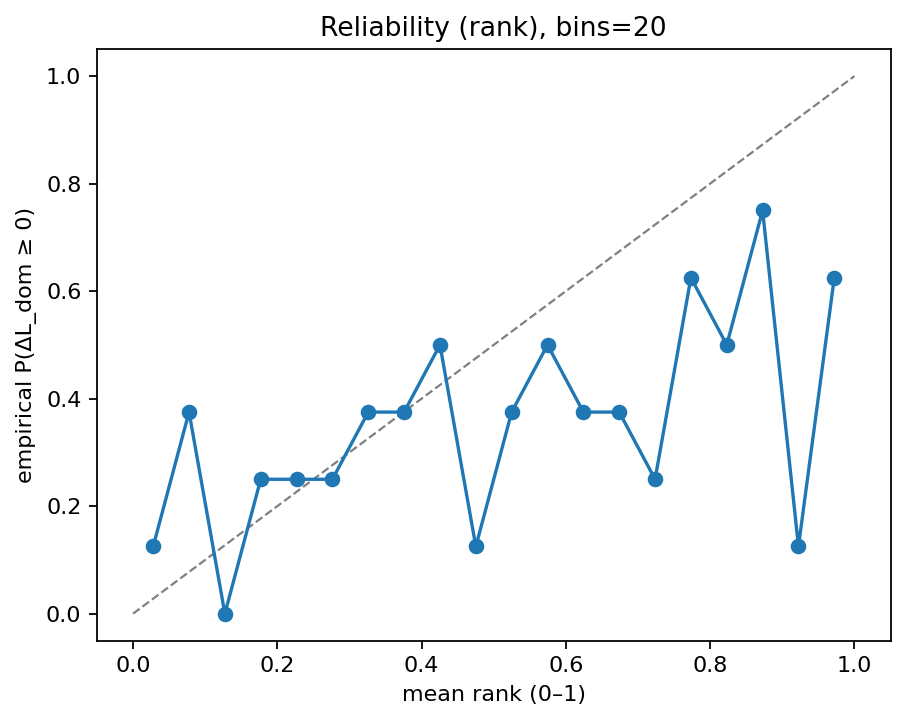 Reliability (rank), bins=20
empirical P(ΔL_dom ≥ 0)
1.0
0.8
0.6
0.4
0.2
0.0
0.0 0.2 0.4 0.6 0.8 1.0
mean rank (0–1)